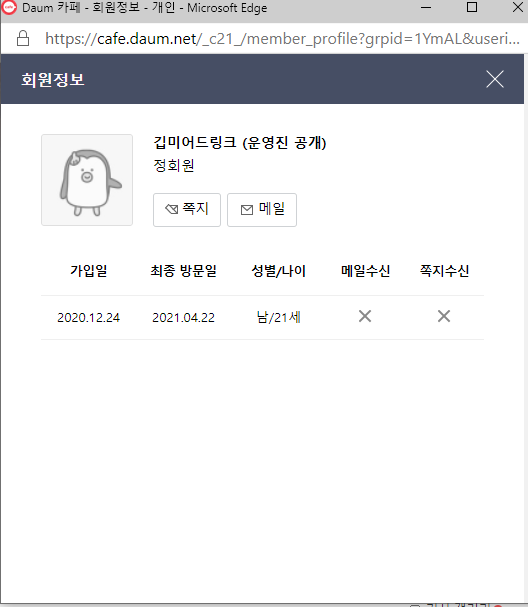 Daum 카페 - 회원정보 - 개인 - Microsoft Edge
https://cafe.daum.net/_c21_/member_profile?grpid=1YmAL&useri...
회원정보
깁미어드링크 (운영진 공개)
정회원
쪽지 메일
가입일 최종 방문일 성별/나이 메일수신 쪽지수신
2020.12.24 2021.04.22 남/21세